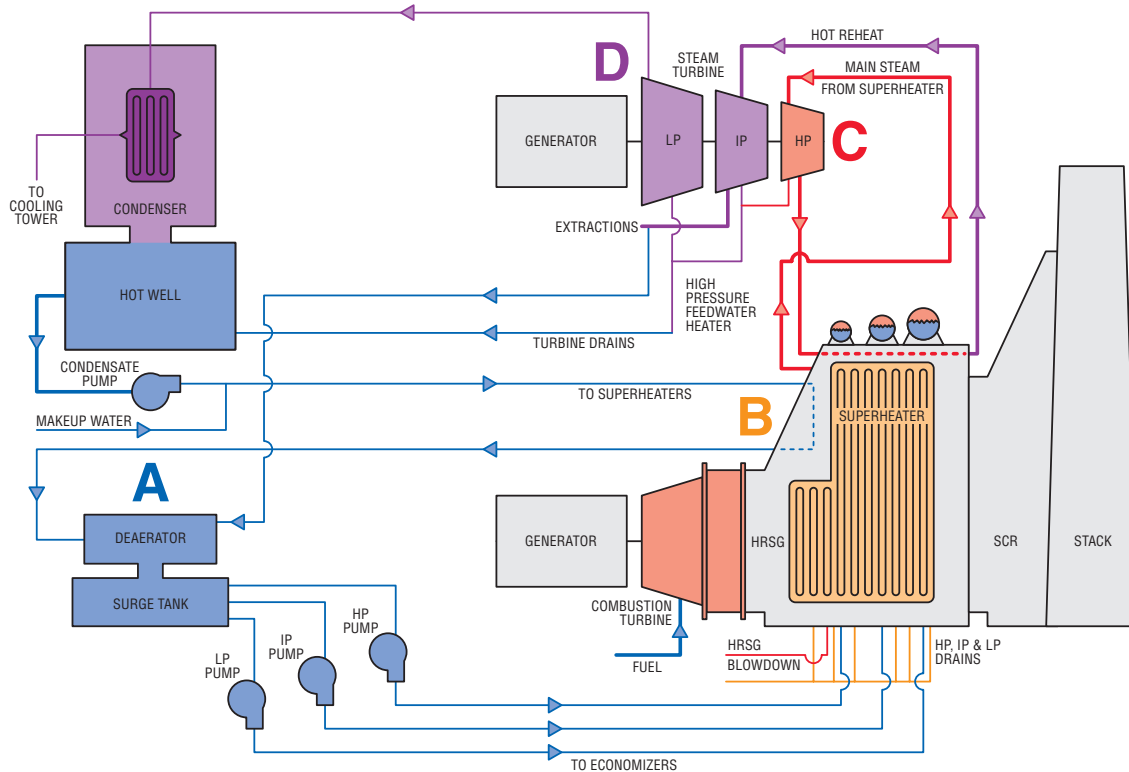 HOT REHEAT
D
STEAM
TURBINE
MAIN STEAM
FROM SUPERHEATER
GENERATOR
LP
IP
HP
C
TO
COOLING
TOWER
CONDENSER
EXTRACTIONS
HOT WELL
HIGH
PRESSURE
FEEDWATER
HEATER
TURBINE DRAINS
CONDENSATE
PUMP
TO SUPERHEATERS
MAKEUP WATER
B
SUPERHEATER
A
DEAERATOR
GENERATOR
HRSG
SCR
STACK
SURGE TANK
COMBUSTION
TURBINE
HP
PUMP
IP
PUMP
LP
PUMP
FUEL
HRSG
BLOWDOWN
HP, IP & LP
DRAINS
TO ECONOMIZERS